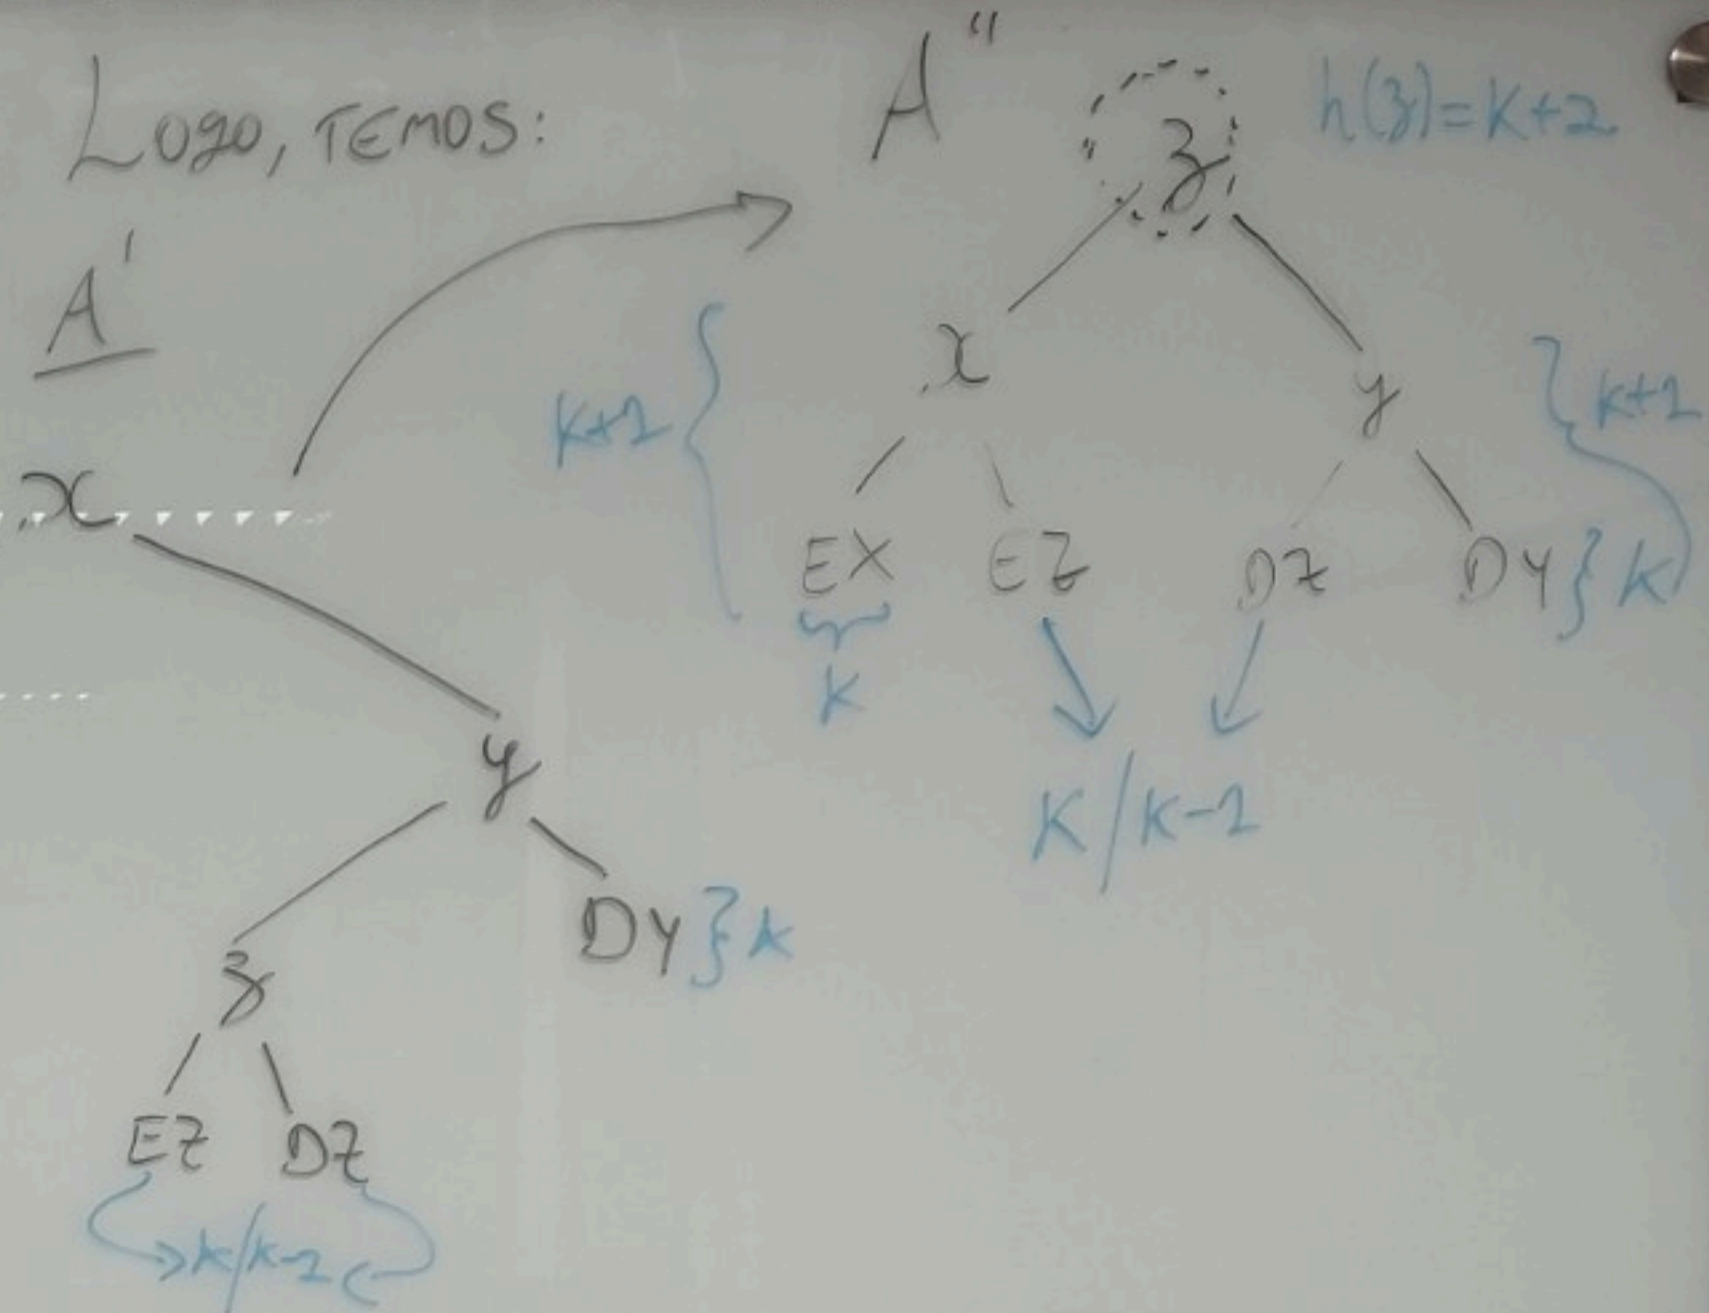 Logo, TEMOS:
A'
x
y
z
DY } k
EZ DZ
k/k-1
A''
z
h(z)=K+2
x
y
K+1
k+1
EX EZ DZ DY } k
k
K/K-1